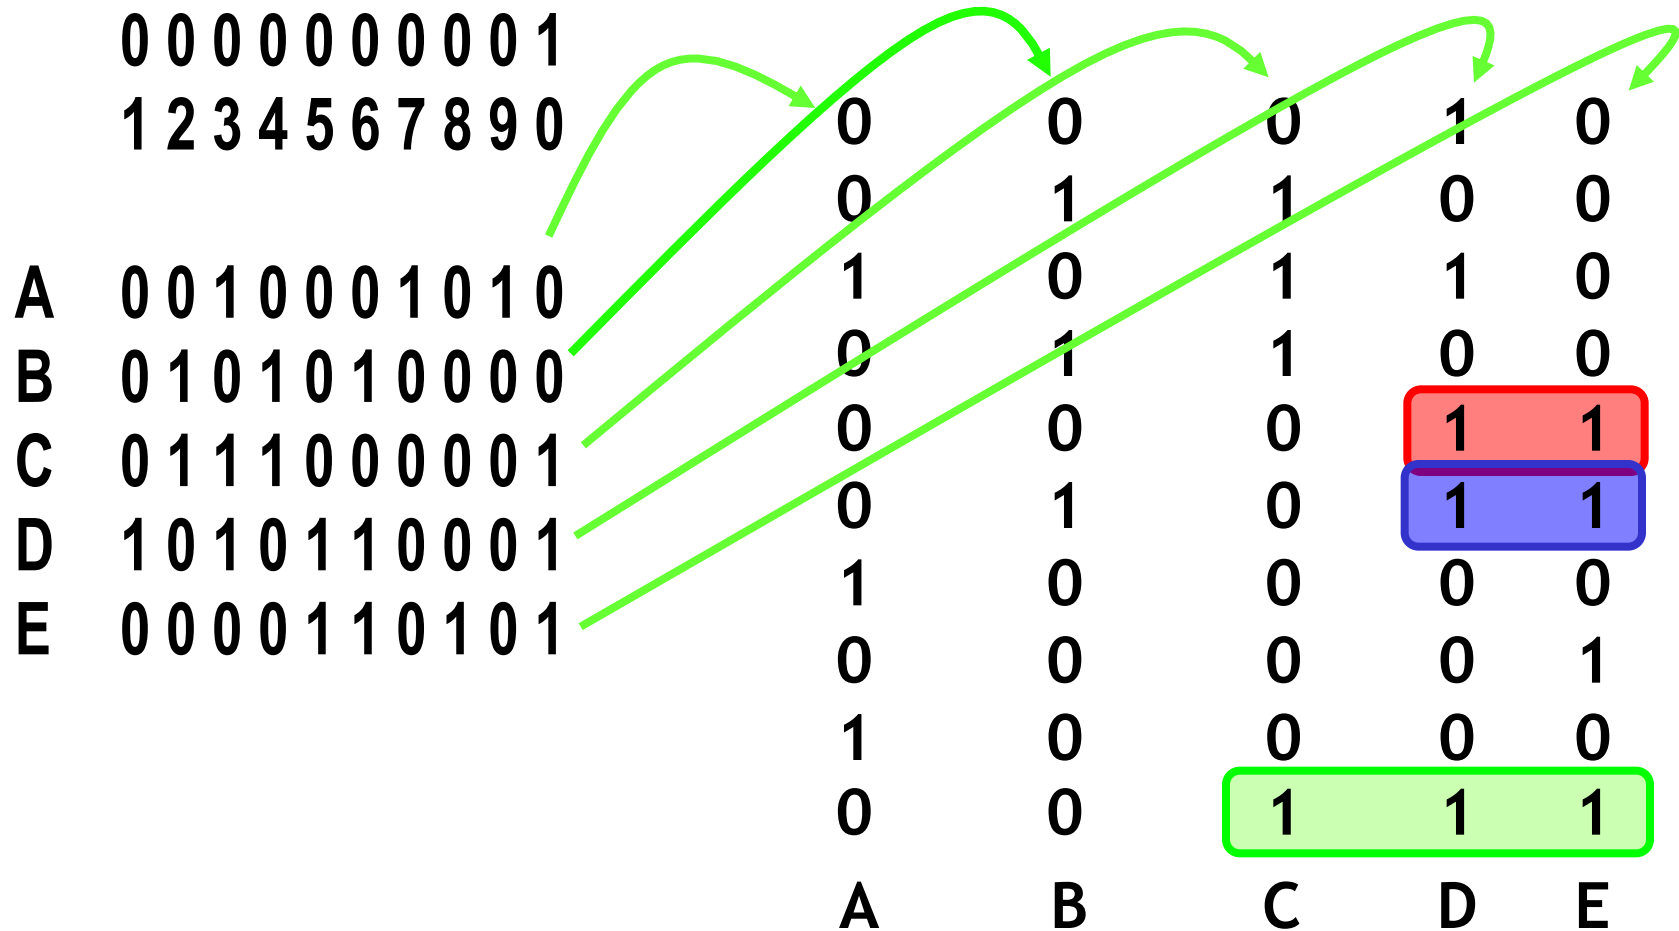 0 0 0 0 0 0 0 0 0 1
1 2 3 4 5 6 7 8 9 0
A 0 0 1 0 0 0 1 0 1 0
B 0 1 0 1 0 1 0 0 0 0
C 0 1 1 1 0 0 0 0 0 1
D 1 0 1 0 1 1 0 0 0 1
E 0 0 0 0 1 1 0 1 0 1
0 0 0 1 0
0 1 1 0 0
1 0 1 1 0
0 1 1 0 0
0 0 0 1 1
0 1 0 1 1
1 0 0 0 0
0 0 0 0 1
1 0 0 0 0
0 0 1 1 1
A B C D E